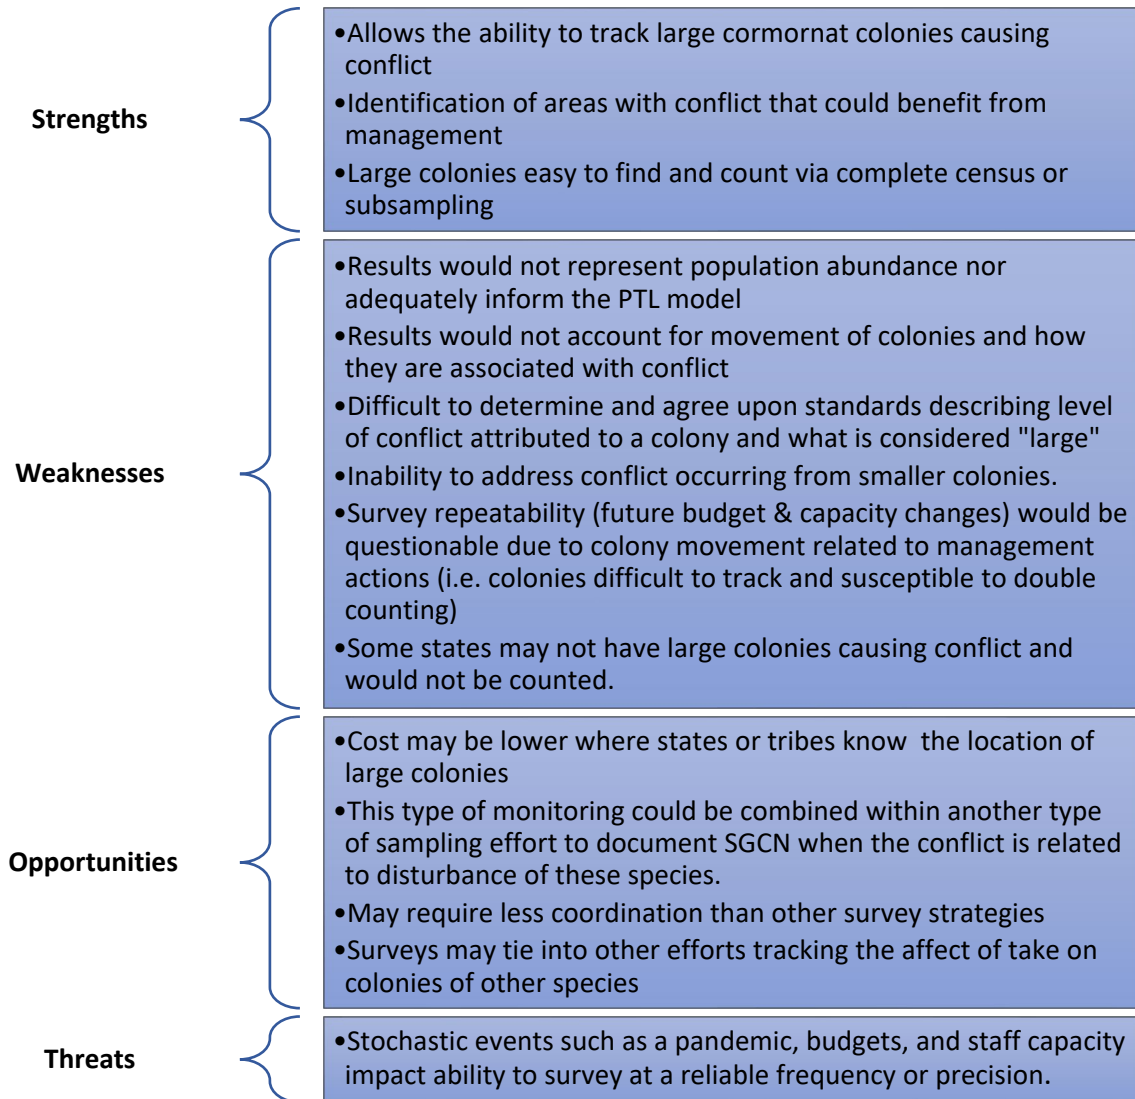 Strengths
•Allows the ability to track large cormornat colonies causing
conflict
•Identification of areas with conflict that could benefit from
management
•Large colonies easy to find and count via complete census or
subsampling
Weaknesses
•Results would not represent population abundance nor
adequately inform the PTL model
•Results would not account for movement of colonies and how
they are associated with conflict
•Difficult to determine and agree upon standards describing level
of conflict attributed to a colony and what is considered "large"
•Inability to address conflict occurring from smaller colonies.
•Survey repeatability (future budget & capacity changes) would be
questionable due to colony movement related to management
actions (i.e. colonies difficult to track and susceptible to double
counting)
•Some states may not have large colonies causing conflict and
would not be counted.
Opportunities
•Cost may be lower where states or tribes know  the location of
large colonies
•This type of monitoring could be combined within another type
of sampling effort to document SGCN when the conflict is related
to disturbance of these species.
•May require less coordination than other survey strategies
•Surveys may tie into other efforts tracking the affect of take on
colonies of other species
Threats
•Stochastic events such as a pandemic, budgets, and staff capacity
impact ability to survey at a reliable frequency or precision.